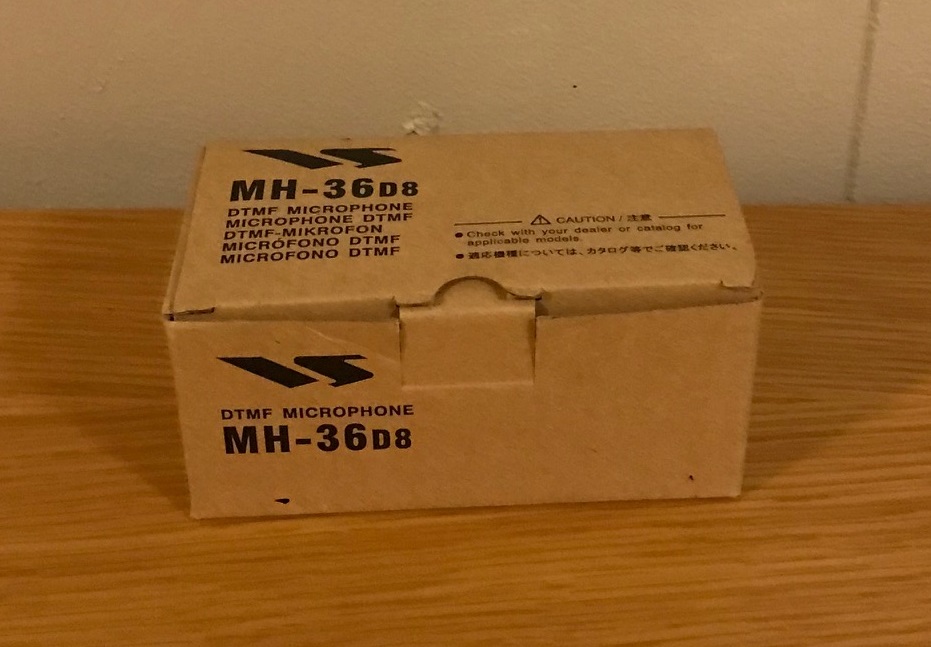 VS
MH-36D8
DTMF MICROPHONE
MICROPHONE DTMF
DTMF-MIKROFON
MICRÓFONO DTMF
MICROFONO DTMF
⚠ CAUTION / 注意
● Check with your dealer or catalog for
applicable models.
● 適応機種については、カタログ等でご確認ください。
VS
DTMF MICROPHONE
MH-36D8